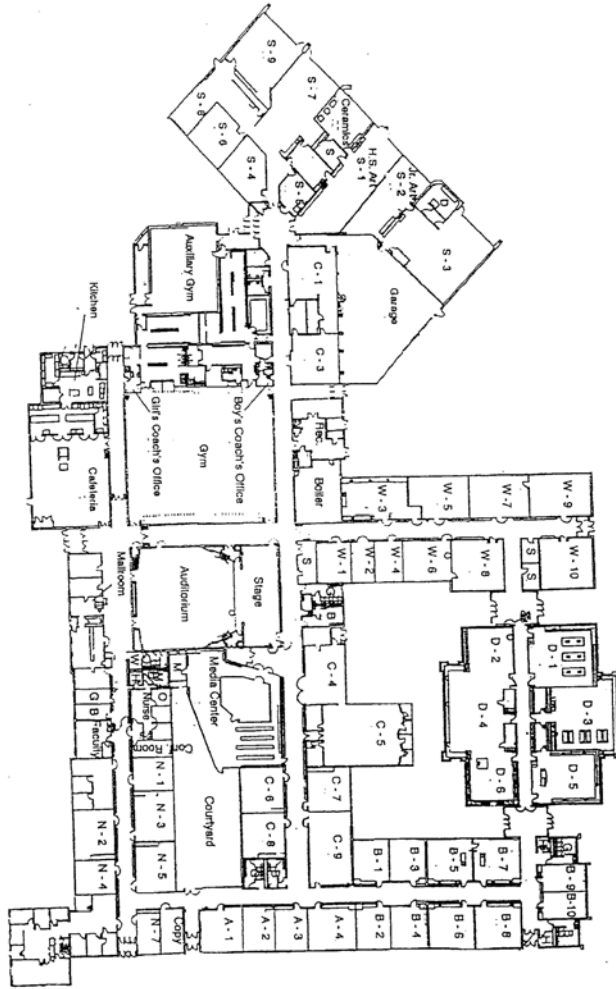 S - 9
S - 8
S - 7
S - 6
S - 4
Ceramics
S
S - 5
H.S. Art
S - 1
Jr. Art
S - 2
D
S - 3
Garage
Auxiliary Gym
C - 1
C - 3
Kitchen
Girl's Coach's Office
Boy's Coach's Office
Gym
Cafeteria
Rec.
Boiler
W - 3
W - 5
W - 7
W - 9
S
W - 1
W - 2
W - 4
W - 6
W - 8
S
S
W - 10
Mailroom
Auditorium
Stage
B
D - 1
D - 2
D - 3
D - 4
D - 5
D - 6
C - 4
C - 5
Media Center
M
W
Nurse
O
G
B
Faculty
Conf. Room
N - 1
N - 3
N - 5
N - 2
N - 4
N - 7
Copy
Courtyard
C - 6
C - 8
C - 7
C - 9
B - 1
B - 3
B - 5
B - 7
G
B - 9
B - 10
B
A - 1
A - 2
A - 3
A - 4
B - 2
B - 4
B - 6
B - 8